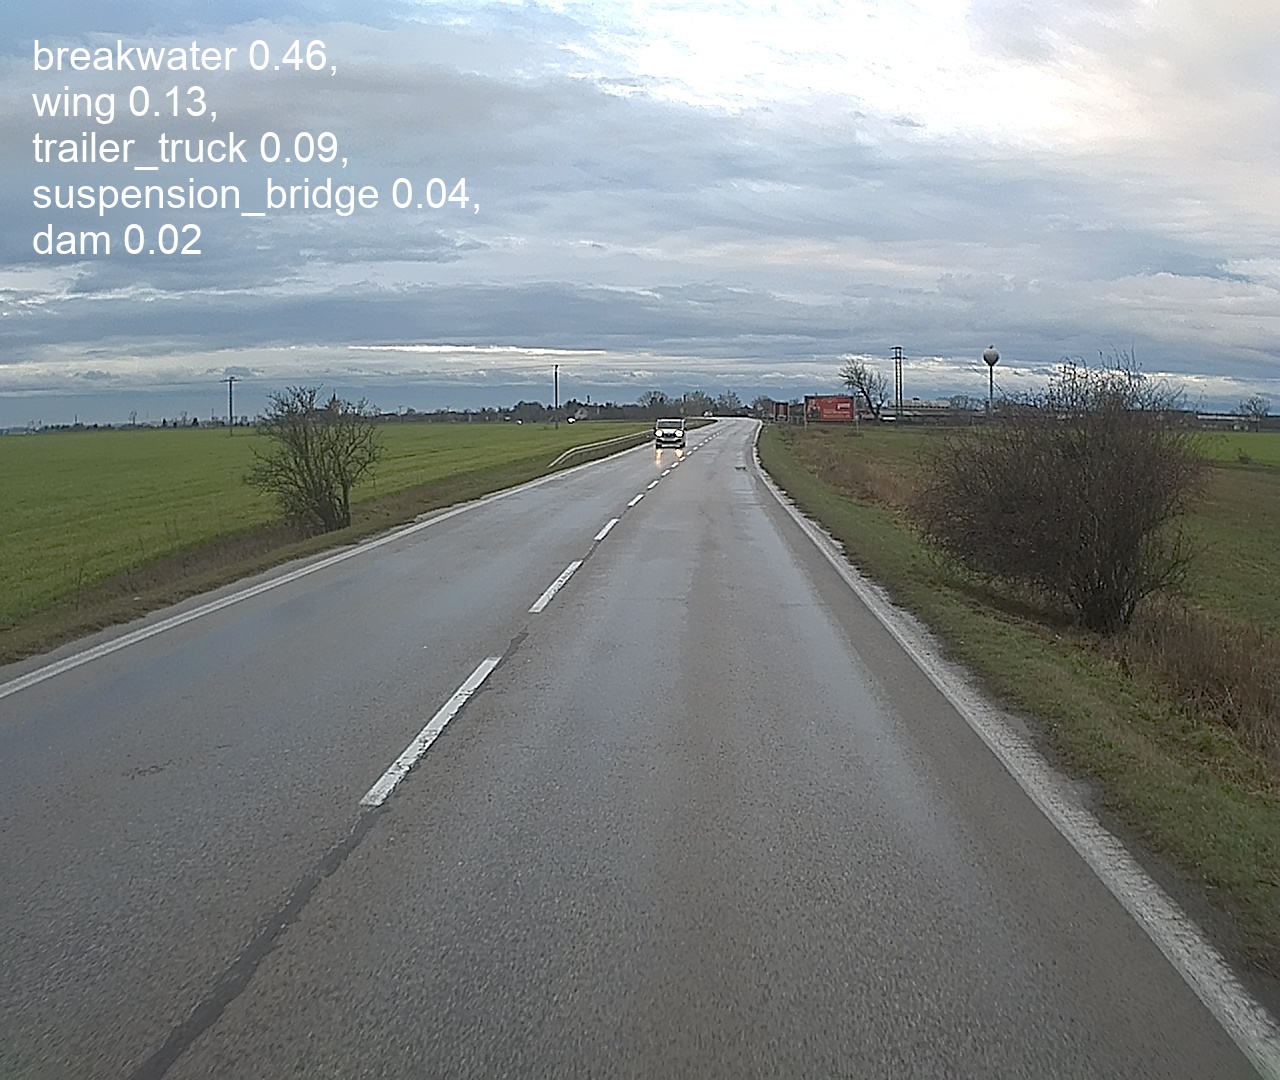 breakwater 0.46,
wing 0.13,
trailer_truck 0.09,
suspension_bridge 0.04,
dam 0.02